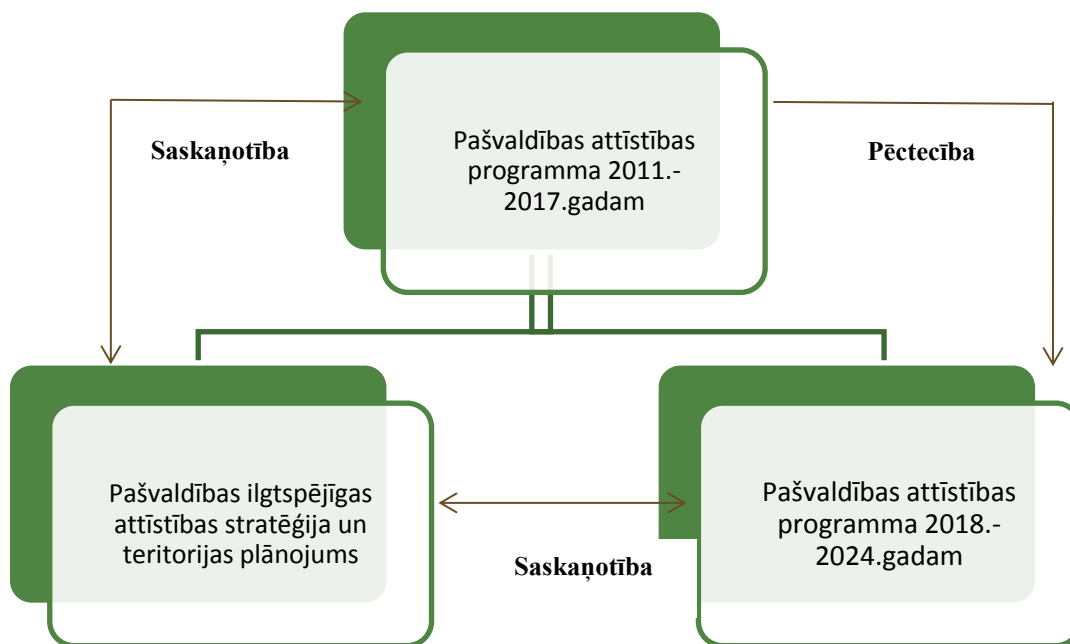 Pašvaldības attīstības
programma 2011.-
2017.gadam
Saskaņotība
Pēctecība
Pašvaldības ilgtspējīgas
attīstības stratēģija un
teritorijas plānojums
Saskaņotība
Pašvaldības attīstības
programma 2018.-
2024.gadam